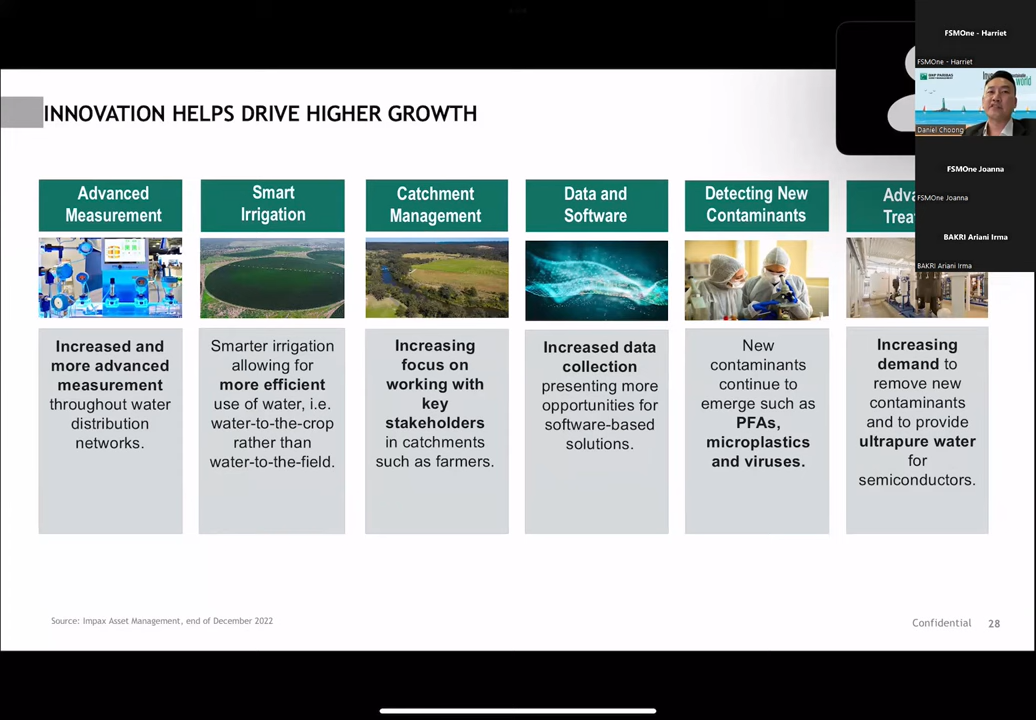 FSMOne - Harriet
FSMOne - Harriet
BNP PARIBAS
world
Daniel Choong
FSMOne Joanna
FSMOne Joanna
BAKRI Ariani Irma
BAKRI Ariani Irma
INNOVATION HELPS DRIVE HIGHER GROWTH
Advanced
Measurement
Increased and
more advanced
measurement
throughout water
distribution
networks.
Smart
Irrigation
Smarter irrigation
allowing for
more efficient
use of water, i.e.
water-to-the-crop
rather than
water-to-the-field.
Catchment
Management
Increasing
focus on
working with
key
stakeholders
in catchments
such as farmers.
Data and
Software
Increased data
collection
presenting more
opportunities for
software-based
solutions.
Detecting New
Contaminants
New
contaminants
continue to
emerge such as
PFAs,
microplastics
and viruses.
Adva
Treat
Increasing
demand to
remove new
contaminants
and to provide
ultrapure water
for
semiconductors.
Source: Impax Asset Management, end of December 2022
Confidential 28